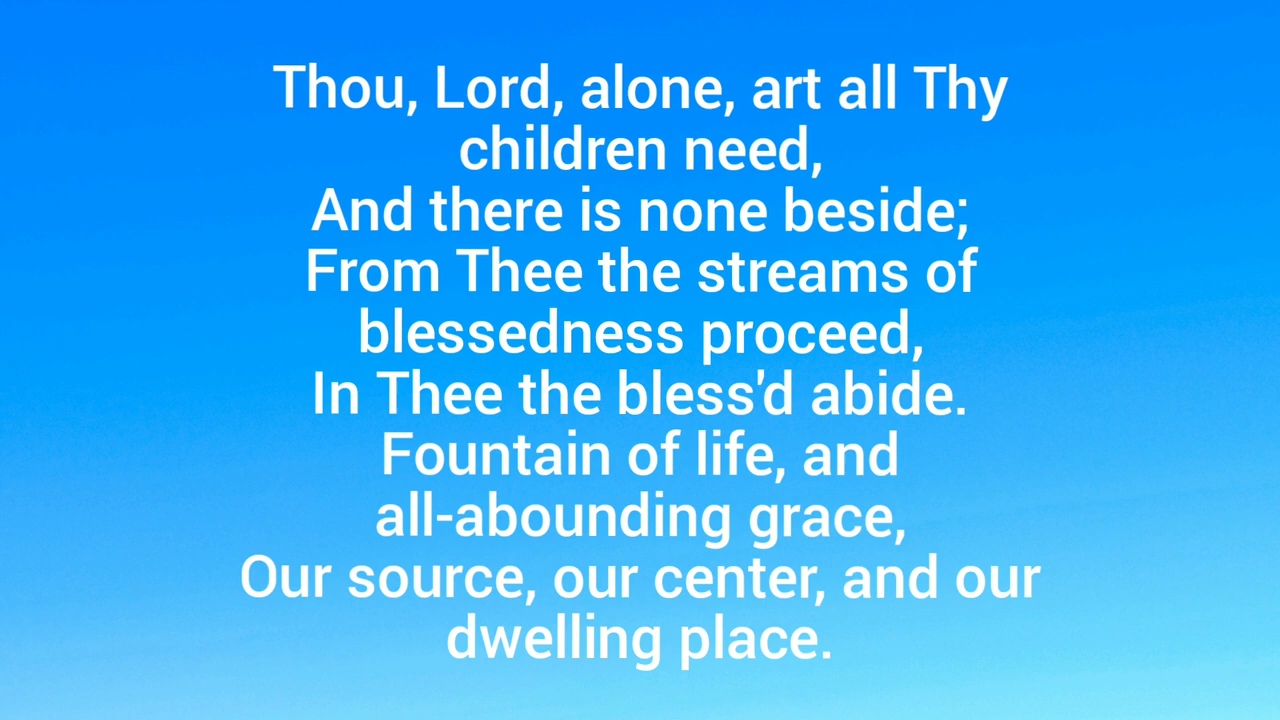 Thou, Lord, alone, art all Thy
children need,
And there is none beside;
From Thee the streams of
blessedness proceed,
In Thee the bless'd abide.
Fountain of life, and
all-abounding grace,
Our source, our center, and our
dwelling place.